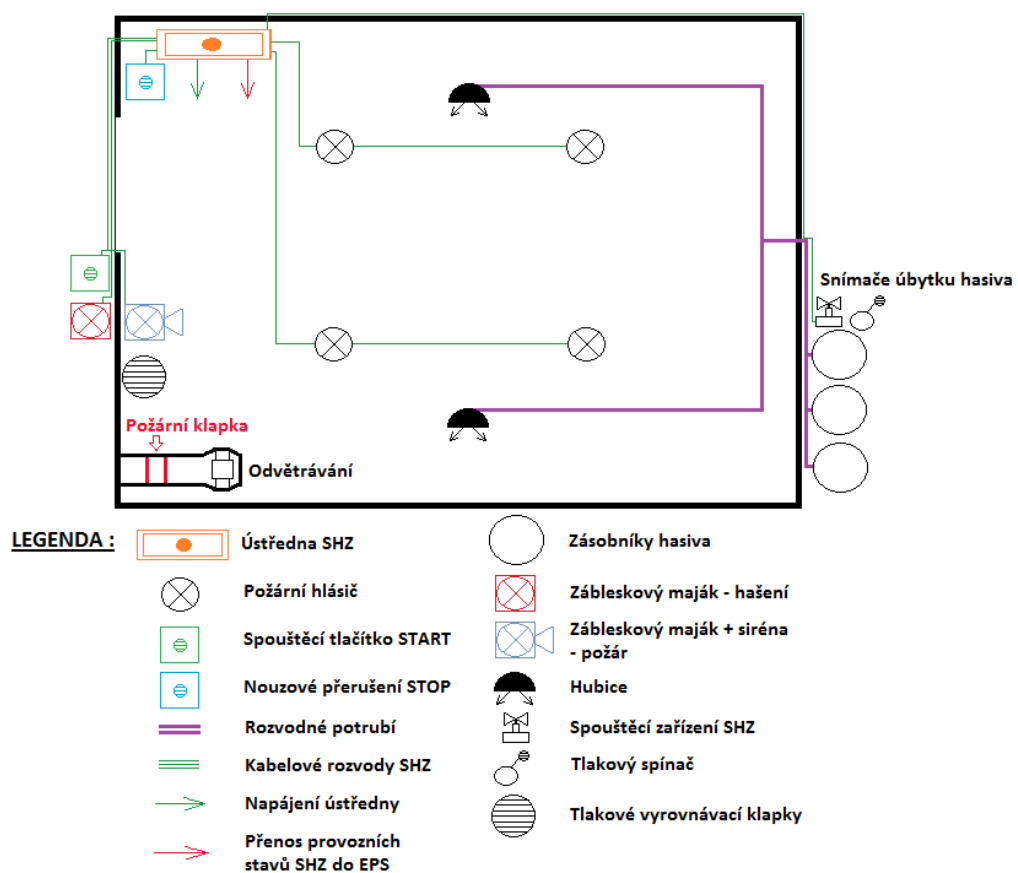 Snímače úbytku hasiva
Požární klapka
Odvětrávání
LEGENDA :
Ústředna SHZ
Požární hlásič
Spouštěcí tlačítko START
Nouzové přerušení STOP
Rozvodné potrubí
Kabelové rozvody SHZ
Napájení ústředny
Přenos provozních
stavů SHZ do EPS
Zásobníky hasiva
Zábleskový maják - hašení
Zábleskový maják + siréna
- požár
Hubice
Spouštěcí zařízení SHZ
Tlakový spínač
Tlakové vyrovnávací klapky